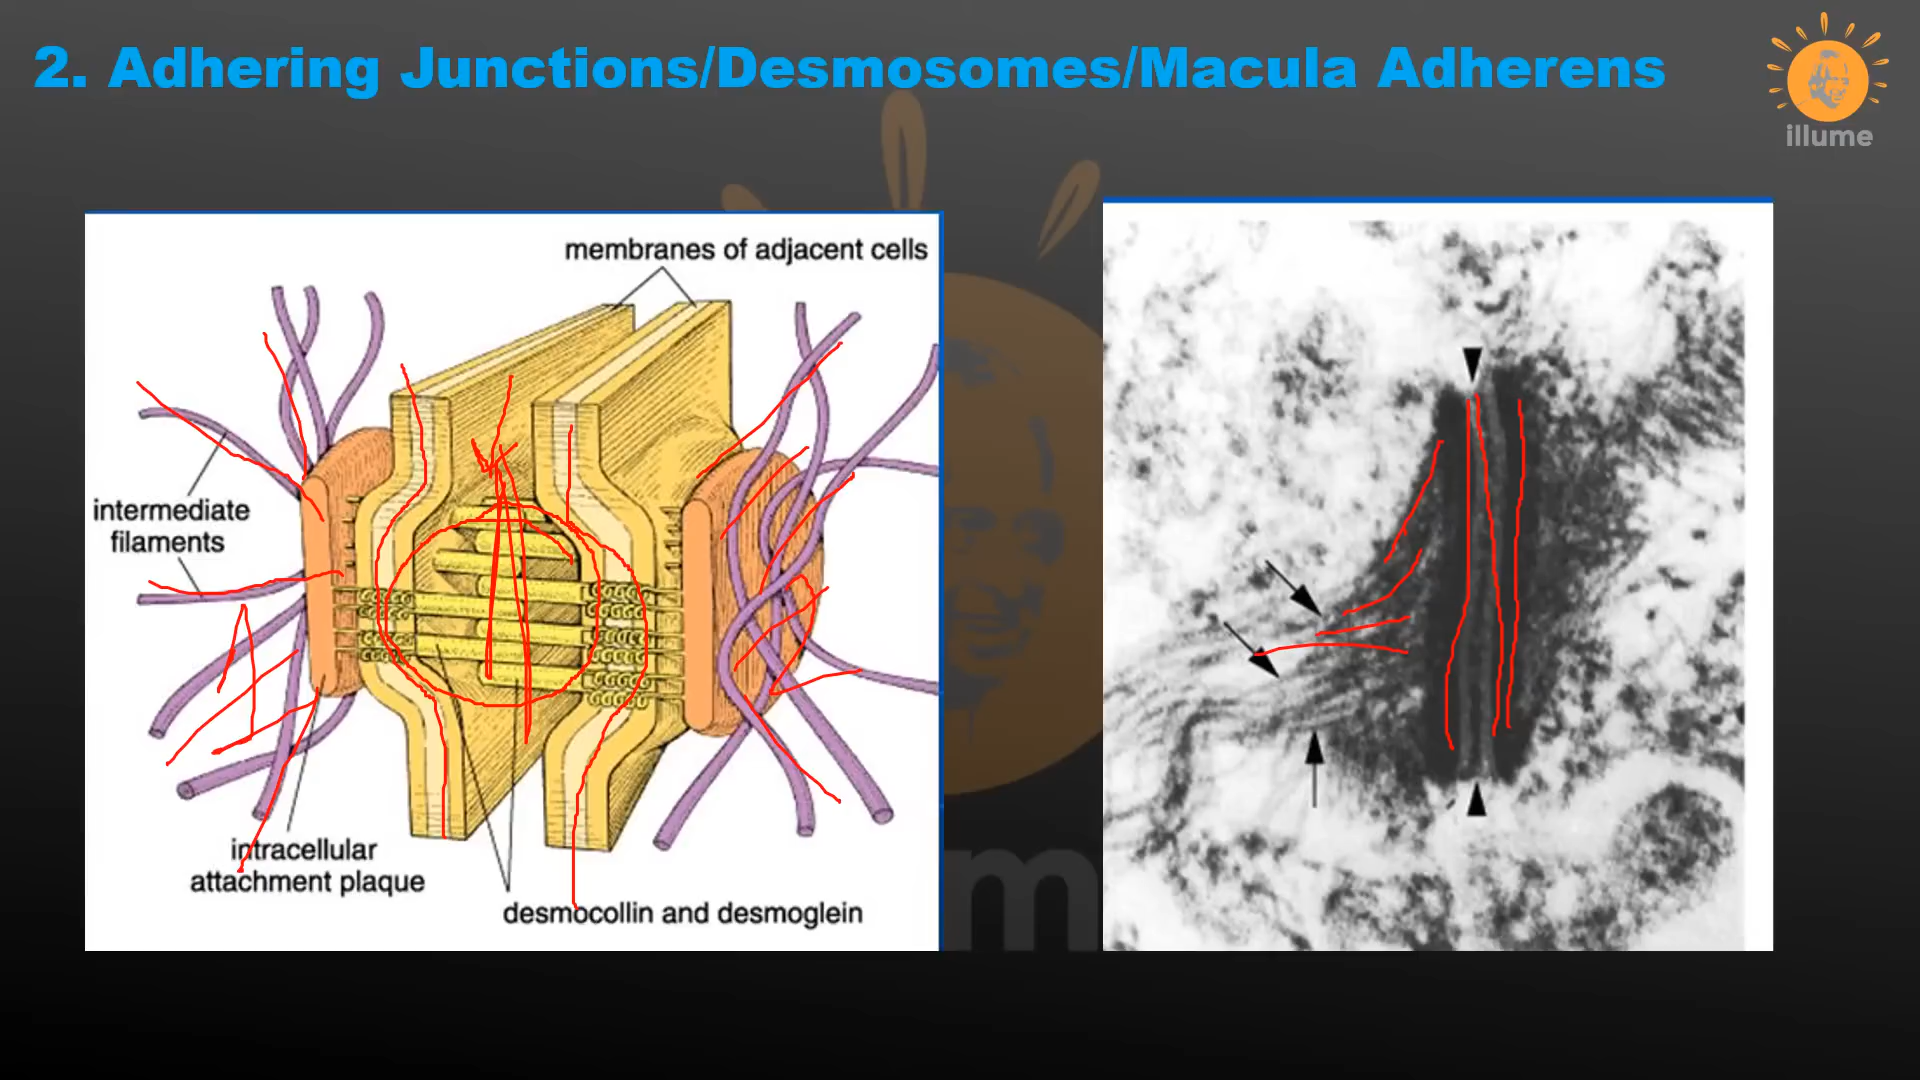 2. Adhering Junctions/Desmosomes/Macula Adherens
illume
membranes of adjacent cells
intermediate
filaments
intracellular
attachment plaque
desmocollin and desmoglein
m